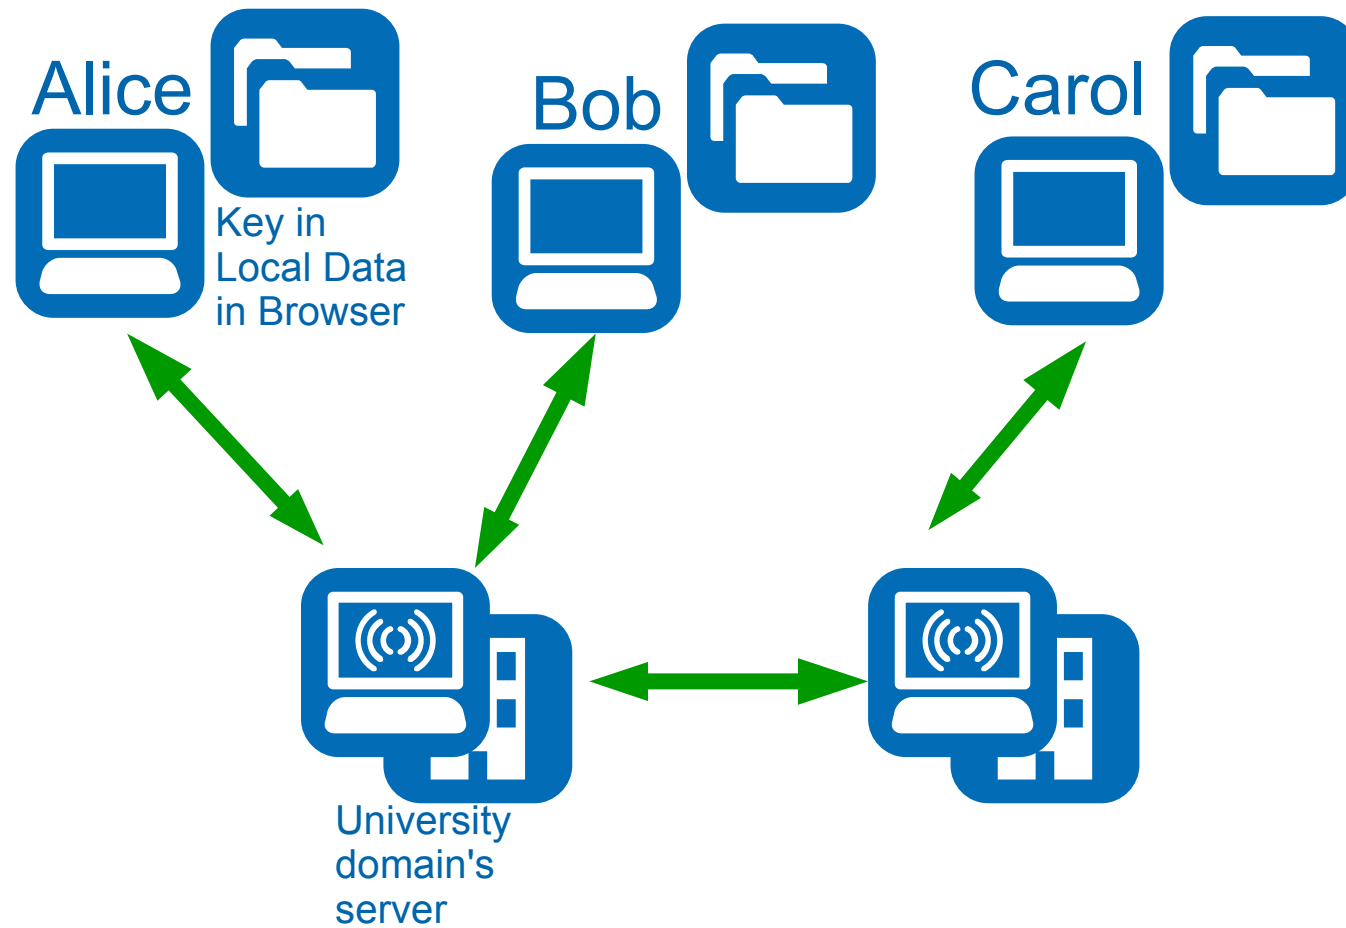 Alice
Bob
Carol
Key in
Local Data
in Browser
University
domain's
server